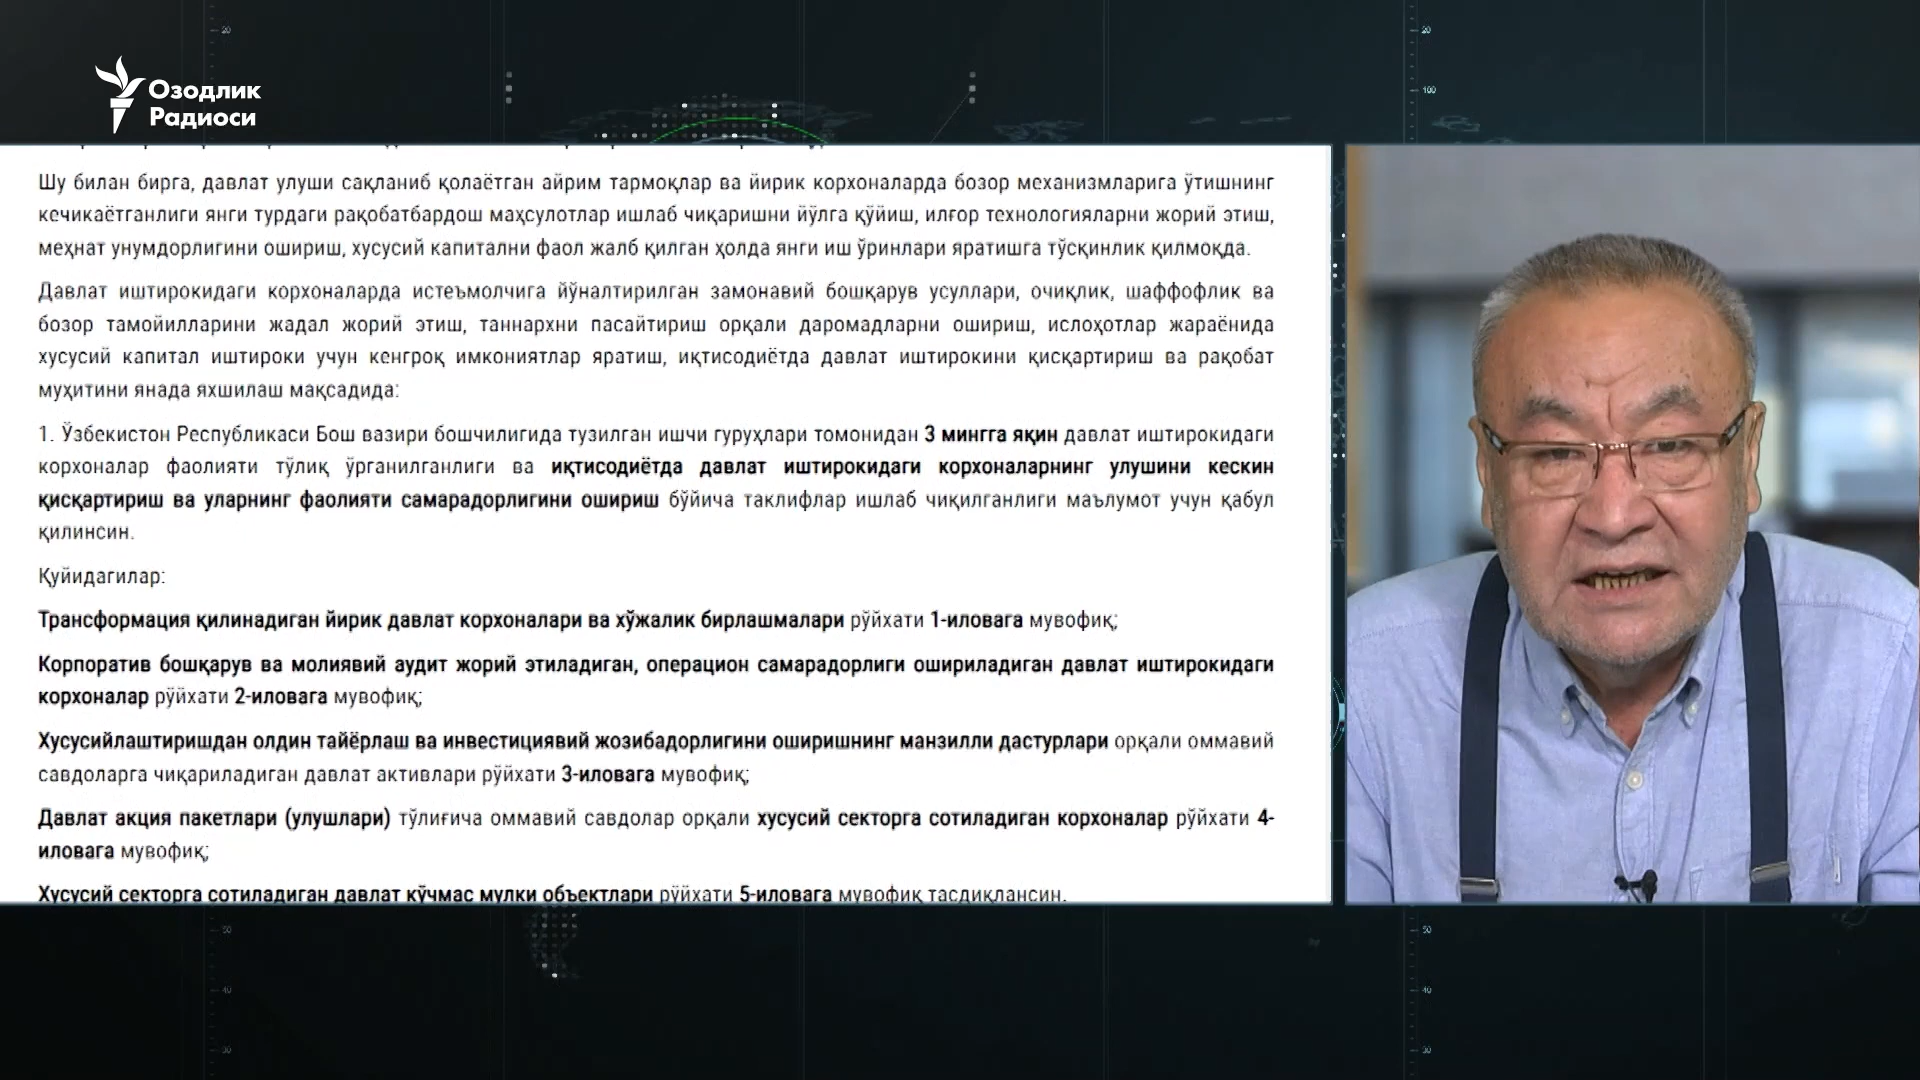 Озодлик
Радиоси
Шу билан бирга, давлат улуши сақланиб қолаётган айрим тармоқлар ва йирик корхоналарда бозор механизмларига ўтишнинг
кечикаётганлиги янги турдаги рақобатбардош маҳсулотлар ишлаб чиқаришни йўлга қўйиш, илғор технологияларни жорий этиш,
меҳнат унумдорлигини ошириш, хусусий капитални фаол жалб қилган ҳолда янги иш ўринлари яратишга тўсқинлик қилмоқда.
Давлат иштирокидаги корхоналарда истеъмолчига йўналтирилган замонавий бошқарув усуллари, очиқлик, шаффофлик ва
бозор тамойилларини жадал жорий этиш, таннархни пасайтириш орқали даромадларни ошириш, ислоҳотлар жараёнида
хусусий капитал иштироки учун кенгроқ имкониятлар яратиш, иқтисодиётда давлат иштирокини қисқартириш ва рақобат
муҳитини янада яхшилаш мақсадида:
1. Ўзбекистон Республикаси Бош вазири бошчилигида тузилган ишчи гуруҳлари томонидан 3 мингга яқин давлат иштирокидаги
корхоналар фаолияти тўлиқ ўрганилганлиги ва иқтисодиётда давлат иштирокидаги корхоналарнинг улушини кескин
қисқартириш ва уларнинг фаолияти самарадорлигини ошириш бўйича таклифлар ишлаб чиқилганлиги маълумот учун қабул
қилинсин.
Қуйидагилар:
Трансформация қилинадиган йирик давлат корхоналари ва хўжалик бирлашмалари рўйхати 1-иловага мувофиқ;
Корпоратив бошқарув ва молиявий аудит жорий этиладиган, операцион самарадорлиги ошириладиган давлат иштирокидаги
корхоналар рўйхати 2-иловага мувофиқ;
Хусусийлаштиришдан олдин тайёрлаш ва инвестициявий жозибадорлигини оширишнинг манзилли дастурлари орқали оммавий
савдоларга чиқариладиган давлат активлари рўйхати 3-иловага мувофиқ;
Давлат акция пакетлари (улушлари) тўлиғича оммавий савдолар орқали хусусий секторга сотиладиган корхоналар рўйхати 4-
иловага мувофиқ;
Хусусий секторга сотиладиган давлат кўчмас мулки объектлари рўйхати 5-иловага мувофиқ тасдиқлансин.
20
20
100
50
50
40
40
30
30